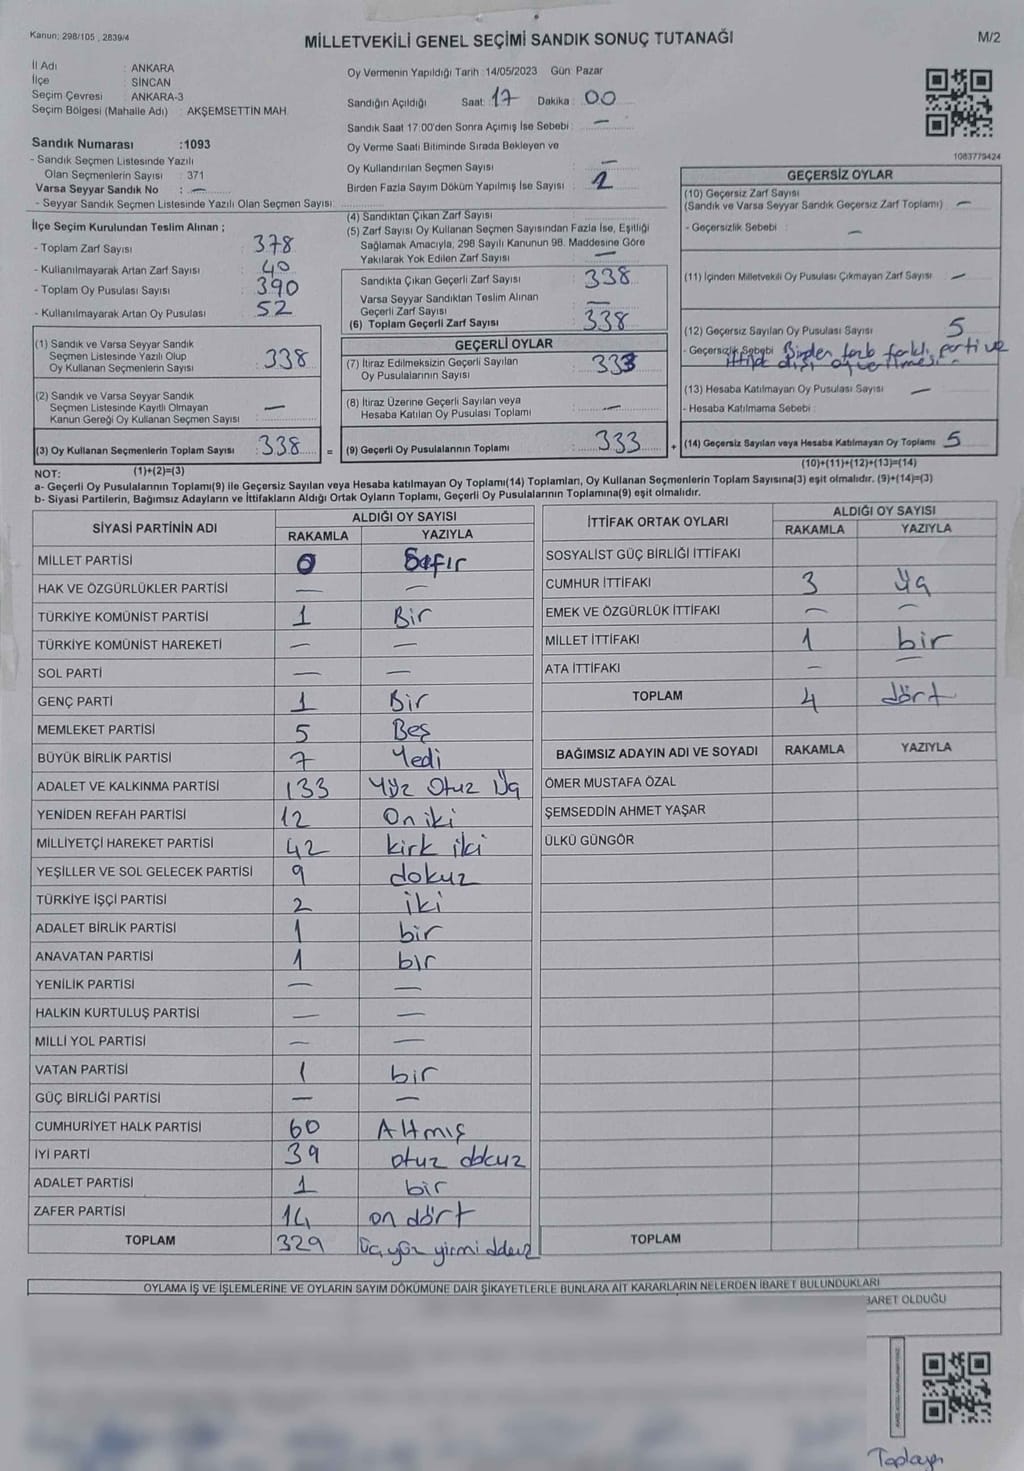 Kanun: 298/105 , 2839/4
MİLLETVEKİLİ GENEL SEÇİMİ SANDIK SONUÇ TUTANAĞI
M/2
İl Adı : ANKARA
İlçe : SİNCAN
Seçim Çevresi : ANKARA-3
Seçim Bölgesi (Mahalle Adı) : AKŞEMSETTİN MAH.
Oy Vermenin Yapıldığı Tarih :14/05/2023 Gün: Pazar
Sandığın Açıldığı Saat: 17 Dakika : 00
Sandık Saat 17:00'den Sonra Açımış İse Sebebi : —
Oy Verme Saati Bitiminde Sırada Bekleyen ve
Oy Kullandırılan Seçmen Sayısı —
Birden Fazla Sayım Döküm Yapılmış İse Sayısı :
1083779424
Sandık Numarası :1093
- Sandık Seçmen Listesinde Yazılı
Olan Seçmenlerin Sayısı : 371
Varsa Seyyar Sandık No : —
- Seyyar Sandık Seçmen Listesinde Yazılı Olan Seçmen Sayısı:
İlçe Seçim Kurulundan Teslim Alınan ;
- Toplam Zarf Sayısı : 378
- Kullanılmayarak Artan Zarf Sayısı : 40
- Toplam Oy Pusulası Sayısı : 390
- Kullanılmayarak Artan Oy Pusulası : 52
(1) Sandık ve Varsa Seyyar Sandık
Seçmen Listesinde Yazılı Olup
Oy Kullanan Seçmenlerin Sayısı : 338
(2) Sandık ve Varsa Seyyar Sandık
Seçmen Listesinde Kayıtlı Olmayan
Kanun Gereği Oy Kullanan Seçmen Sayısı : —
(3) Oy Kullanan Seçmenlerin Toplam Sayısı : 338 =
(4) Sandıktan Çıkan Zarf Sayısı :
(5) Zarf Sayısı Oy Kullanan Seçmen Sayısından Fazla İse, Eşitliği
Sağlamak Amacıyla, 298 Sayılı Kanunun 98. Maddesine Göre
Yakılarak Yok Edilen Zarf Sayısı : —
Sandıkta Çıkan Geçerli Zarf Sayısı : 338
Varsa Seyyar Sandıktan Teslim Alınan
Geçerli Zarf Sayısı : —
(6) Toplam Geçerli Zarf Sayısı : 338
GEÇERLİ OYLAR
(7) İtiraz Edilmeksizin Geçerli Sayılan
Oy Pusulalarının Sayısı : 333
(8) İtiraz Üzerine Geçerli Sayılan veya
Hesaba Katılan Oy Pusulası Toplamı : —
(9) Geçerli Oy Pusulalarının Toplamı : 333 +
GEÇERSİZ OYLAR
(10) Geçersiz Zarf Sayısı
(Sandık ve Varsa Seyyar Sandık Geçersiz Zarf Toplamı) : —
- Geçersizlik Sebebi : —
(11) İçinden Milletvekili Oy Pusulası Çıkmayan Zarf Sayısı : —
(12) Geçersiz Sayılan Oy Pusulası Sayısı : 5
- Geçersizlik Sebebi : Birden farklı parti ve
ittifak dışı oy verilmesi
(13) Hesaba Katılmayan Oy Pusulası Sayısı : —
- Hesaba Katılmama Sebebi :
(14) Geçersiz Sayılan veya Hesaba Katılmayan Oy Toplamı : 5
NOT: (1)+(2)=(3)
(10)+(11)+(12)+(13)=(14)
a- Geçerli Oy Pusulalarının Toplamı(9) ile Geçersiz Sayılan veya Hesaba katılmayan Oy Toplamı(14) Toplamları, Oy Kullanan Seçmenlerin Toplam Sayısına(3) eşit olmalıdır. (9)+(14)=(3)
b- Siyasi Partilerin, Bağımsız Adayların ve İttifakların Aldığı Ortak Oyların Toplamı, Geçerli Oy Pusulalarının Toplamına(9) eşit olmalıdır.
SİYASİ PARTİNİN ADI ALDIĞI OY SAYISI
RAKAMLA YAZIYLA
MİLLET PARTİSİ 0 Sıfır
HAK VE ÖZGÜRLÜKLER PARTİSİ — —
TÜRKİYE KOMÜNİST PARTİSİ 1 Bir
TÜRKİYE KOMÜNİST HAREKETİ — —
SOL PARTİ — —
GENÇ PARTİ 1 Bir
MEMLEKET PARTİSİ 5 Beş
BÜYÜK BİRLİK PARTİSİ 7 Yedi
ADALET VE KALKINMA PARTİSİ 133 Yüz Otuz Üç
YENİDEN REFAH PARTİSİ 12 On iki
MİLLİYETÇİ HAREKET PARTİSİ 42 kırk iki
YEŞİLLER VE SOL GELECEK PARTİSİ 9 dokuz
TÜRKİYE İŞÇİ PARTİSİ 2 iki
ADALET BİRLİK PARTİSİ 1 bir
ANAVATAN PARTİSİ 1 bir
YENİLİK PARTİSİ — —
HALKIN KURTULUŞ PARTİSİ — —
MİLLİ YOL PARTİSİ — —
VATAN PARTİSİ 1 bir
GÜÇ BİRLİĞİ PARTİSİ — —
CUMHURİYET HALK PARTİSİ 60 Altmış
İYİ PARTİ 39 otuz dokuz
ADALET PARTİSİ 1 bir
ZAFER PARTİSİ 14 on dört
TOPLAM 329 üç yüz yirmi dokuz
İTTİFAK ORTAK OYLARI ALDIĞI OY SAYISI
RAKAMLA YAZIYLA
SOSYALİST GÜÇ BİRLİĞİ İTTİFAKI
CUMHUR İTTİFAKI 3 üç
EMEK VE ÖZGÜRLÜK İTTİFAKI — —
MİLLET İTTİFAKI 1 bir
ATA İTTİFAKI — —
TOPLAM 4 dört
BAĞIMSIZ ADAYIN ADI VE SOYADI RAKAMLA YAZIYLA
ÖMER MUSTAFA ÖZAL
ŞEMSEDDİN AHMET YAŞAR
ÜLKÜ GÜNGÖR
TOPLAM
OYLAMA İŞ VE İŞLEMLERİNE VE OYLARIN SAYIM DÖKÜMÜNE DAİR ŞİKAYETLERLE BUNLARA AİT KARARLARIN NELERDEN İBARET BULUNDUKLARI
BARET OLDUĞU